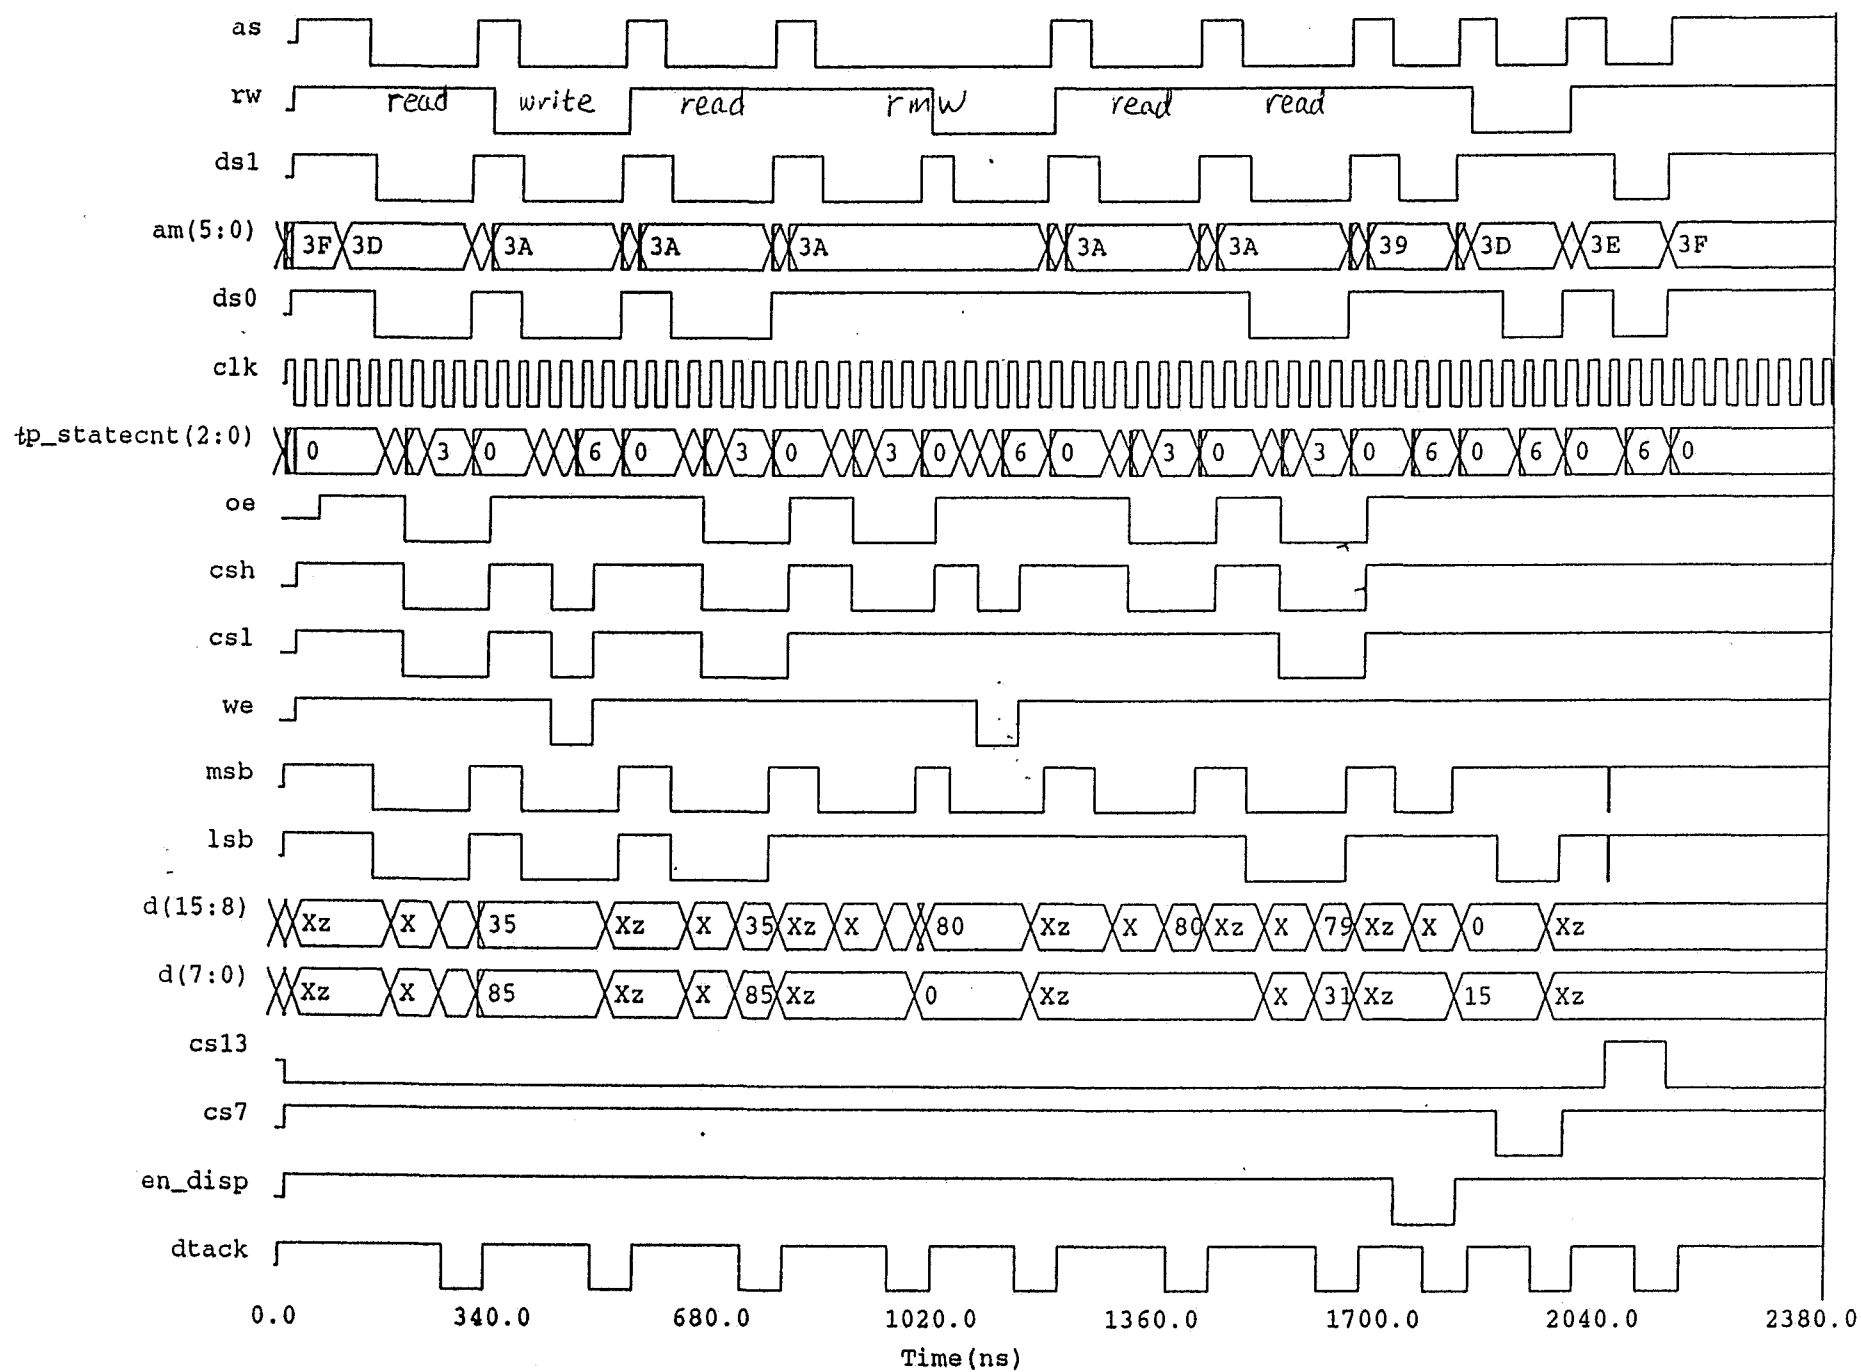 as
rw read write read rmw read read
ds1
am(5:0) 3F 3D 3A 3A 3A 3A 3A 39 3D 3E 3F
ds0
clk
tp_statecnt(2:0) 0 3 0 6 0 3 0 3 0 6 0 3 0 3 0 6 0 6 0 6 0
oe
csh
csl
we
msb
lsb
d(15:8) Xz X 35 Xz X 35 Xz X 80 Xz X 80 Xz X 79 Xz X 0 Xz
d(7:0) Xz X 85 Xz X 85 Xz 0 Xz X 31 Xz 15 Xz
cs13
cs7
en_disp
dtack
0.0 340.0 680.0 1020.0 1360.0 1700.0 2040.0 2380.0
Time(ns)